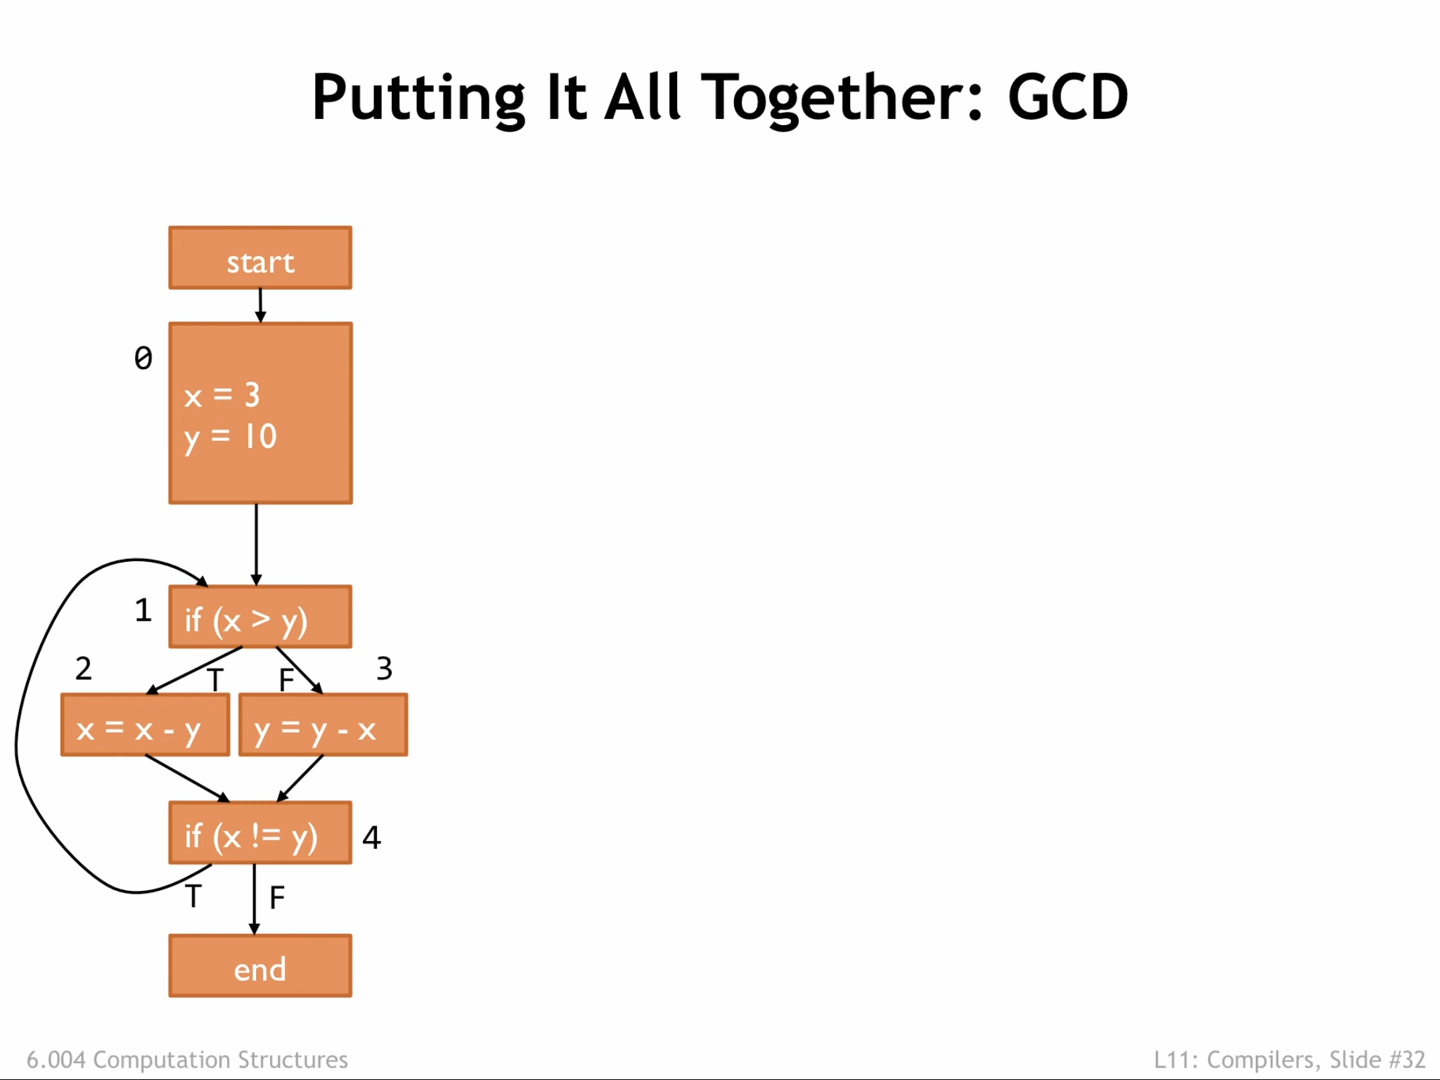 Putting It All Together: GCD
start
0
x = 3
y = 10
1
if (x > y)
2
T
F
3
x = x - y
y = y - x
if (x != y)
4
T
F
end
6.004 Computation Structures
L11: Compilers, Slide #32